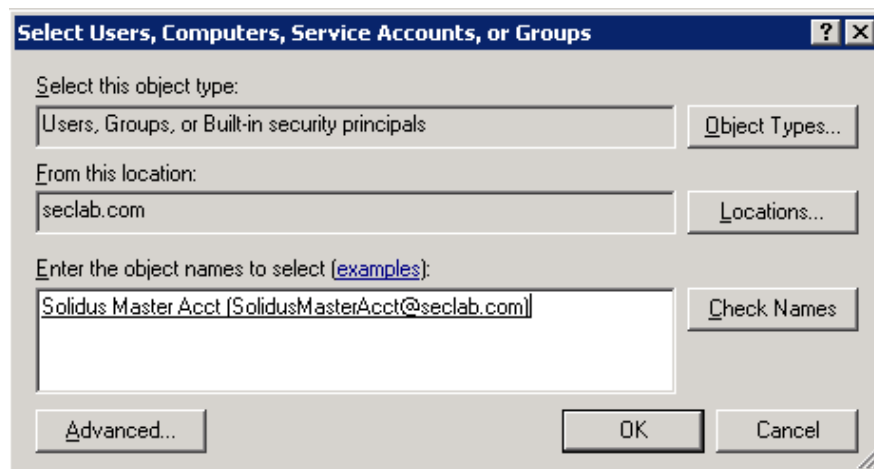 Select Users, Computers, Service Accounts, or Groups
Select this object type:
Users, Groups, or Built-in security principals
Object Types...
From this location:
seclab.com
Locations...
Enter the object names to select (examples):
Solidus Master Acct (SolidusMasterAcct@seclab.com)
Check Names
Advanced...
OK
Cancel